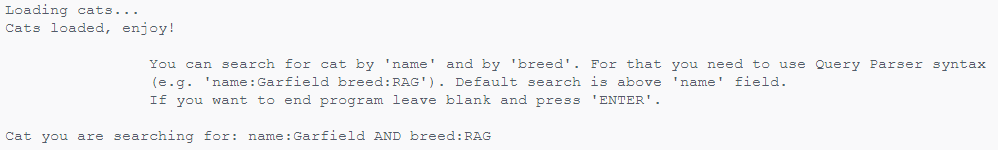 Loading cats...
Cats loaded, enjoy!
You can search for cat by 'name' and by 'breed'. For that you need to use Query Parser syntax
(e.g. 'name:Garfield breed:RAG'). Default search is above 'name' field.
If you want to end program leave blank and press 'ENTER'.
Cat you are searching for: name:Garfield AND breed:RAG